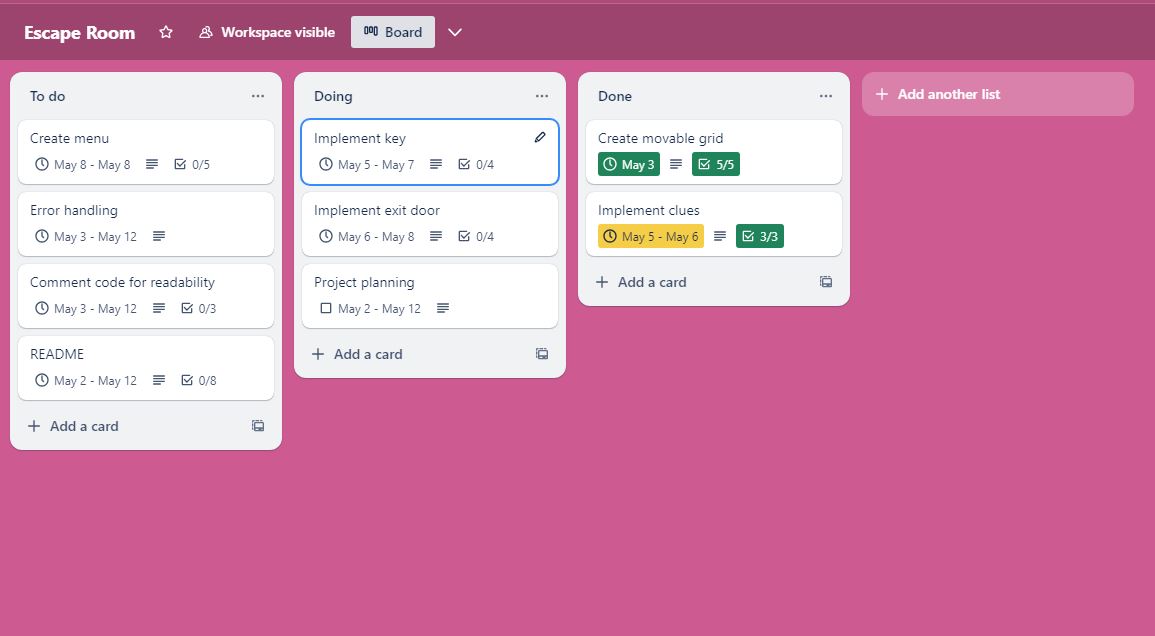 Escape Room
Workspace visible
Board
To do
Create menu
May 8 - May 8
0/5
Error handling
May 3 - May 12
Comment code for readability
May 3 - May 12
0/3
README
May 2 - May 12
0/8
Add a card
Doing
Implement key
May 5 - May 7
0/4
Implement exit door
May 6 - May 8
0/4
Project planning
May 2 - May 12
Add a card
Done
Create movable grid
May 3
5/5
Implement clues
May 5 - May 6
3/3
Add a card
Add another list